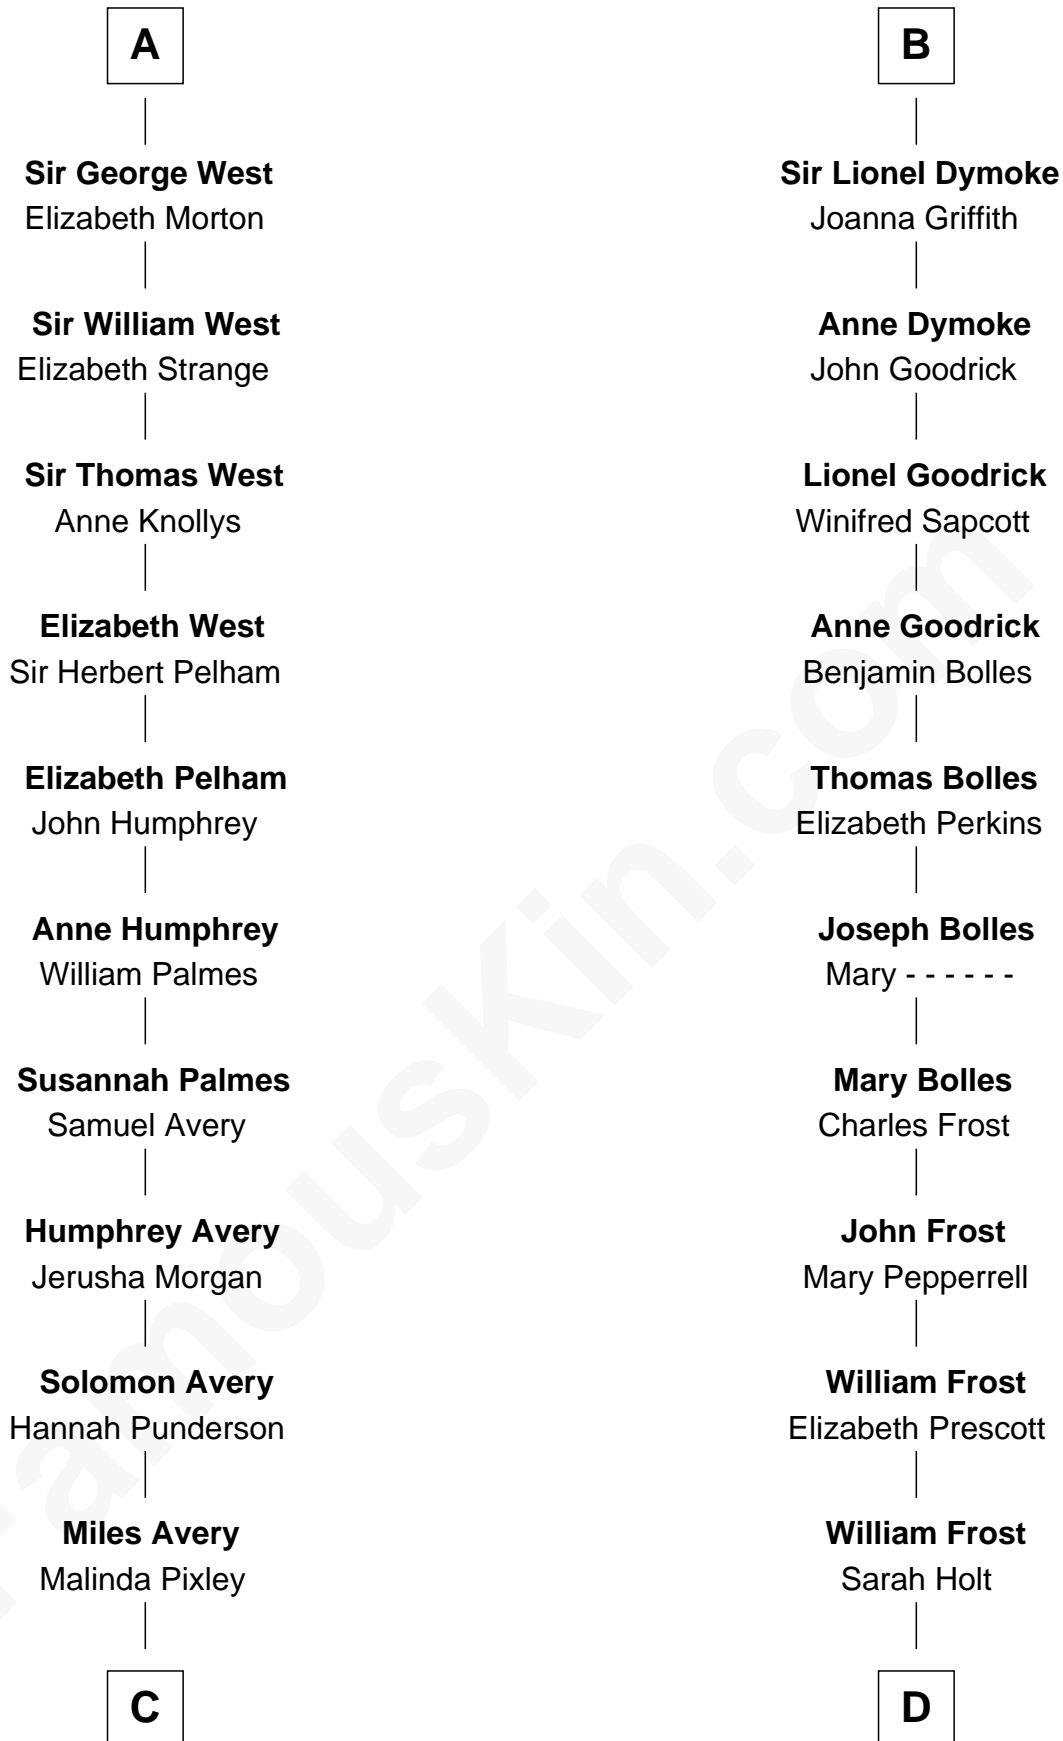 A
Sir George West
Elizabeth Morton
Sir William West
Elizabeth Strange
Sir Thomas West
Anne Knollys
Elizabeth West
Sir Herbert Pelham
Elizabeth Pelham
John Humphrey
Anne Humphrey
William Palmes
Susannah Palmes
Samuel Avery
Humphrey Avery
Jerusha Morgan
Solomon Avery
Hannah Punderson
Miles Avery
Malinda Pixley
C
B
Sir Lionel Dymoke
Joanna Griffith
Anne Dymoke
John Goodrick
Lionel Goodrick
Winifred Sapcott
Anne Goodrick
Benjamin Bolles
Thomas Bolles
Elizabeth Perkins
Joseph Bolles
Mary - - - - - -
Mary Bolles
Charles Frost
John Frost
Mary Pepperrell
William Frost
Elizabeth Prescott
William Frost
Sarah Holt
D
FamousKin.com